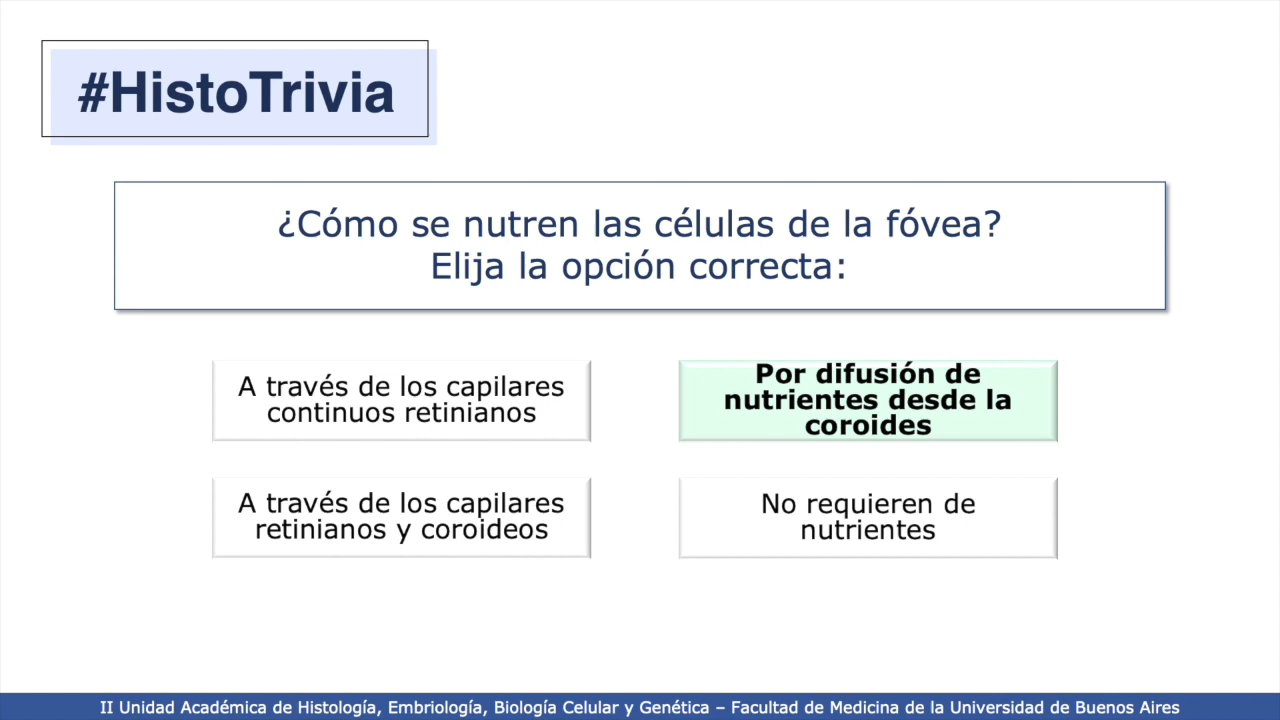 #HistoTrivia
¿Cómo se nutren las células de la fóvea?
Elija la opción correcta:
A través de los capilares
continuos retinianos
Por difusión de
nutrientes desde la
coroides
A través de los capilares
retinianos y coroideos
No requieren de
nutrientes
II Unidad Académica de Histología, Embriología, Biología Celular y Genética – Facultad de Medicina de la Universidad de Buenos Aires